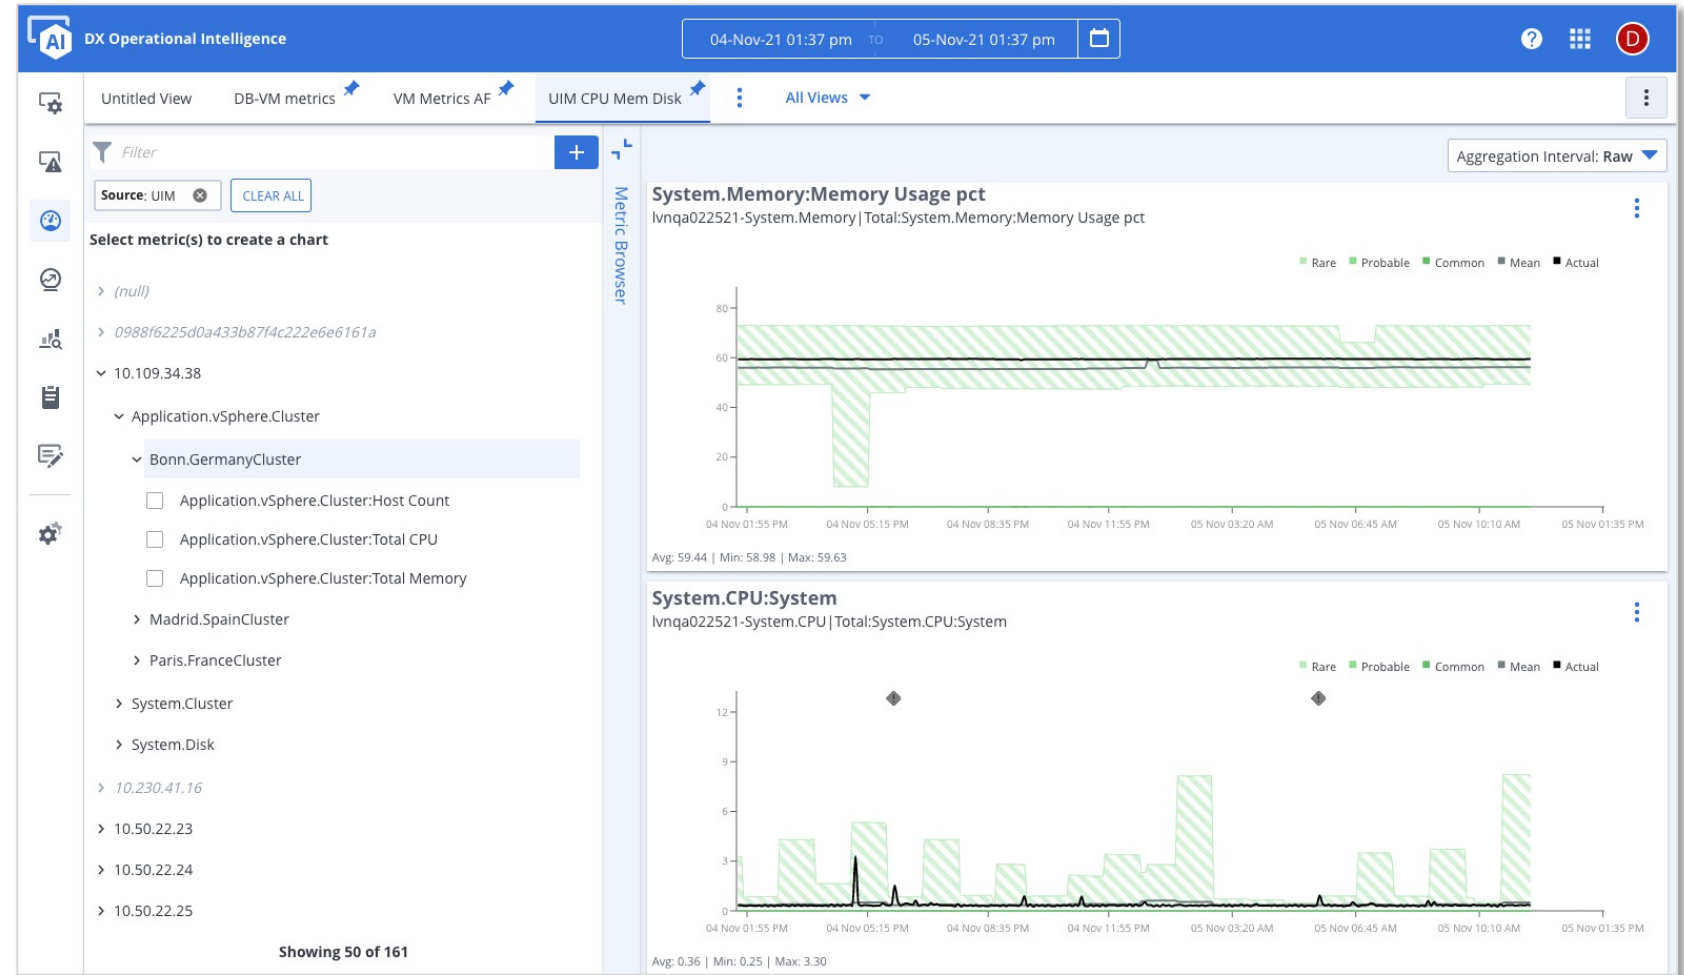 AI DX Operational Intelligence
04-Nov-21 01:37 pm TO 05-Nov-21 01:37 pm
? D
Untitled View DB-VM metrics VM Metrics AF UIM CPU Mem Disk All Views
Filter +
Source: UIM CLEAR ALL
Select metric(s) to create a chart
(null)
0988f6225d0a433b87f4c222e6e6161a
10.109.34.38
Application.vSphere.Cluster
Bonn.GermanyCluster
Application.vSphere.Cluster:Host Count
Application.vSphere.Cluster:Total CPU
Application.vSphere.Cluster:Total Memory
Madrid.SpainCluster
Paris.FranceCluster
System.Cluster
System.Disk
10.230.41.16
10.50.22.23
10.50.22.24
10.50.22.25
Showing 50 of 161
Metric Browser
Aggregation Interval: Raw
System.Memory:Memory Usage pct
lvnqa022521-System.Memory|Total:System.Memory:Memory Usage pct
Rare Probable Common Mean Actual
80
60
40
20
0
04 Nov 01:55 PM 04 Nov 05:15 PM 04 Nov 08:35 PM 04 Nov 11:55 PM 05 Nov 03:20 AM 05 Nov 06:45 AM 05 Nov 10:10 AM 05 Nov 01:35 PM
Avg: 59.44 | Min: 58.98 | Max: 59.63
System.CPU:System
lvnqa022521-System.CPU|Total:System.CPU:System
Rare Probable Common Mean Actual
12
9
6
3
0
04 Nov 01:55 PM 04 Nov 05:15 PM 04 Nov 08:35 PM 04 Nov 11:55 PM 05 Nov 03:20 AM 05 Nov 06:45 AM 05 Nov 10:10 AM 05 Nov 01:35 PM
Avg: 0.36 | Min: 0.25 | Max: 3.30